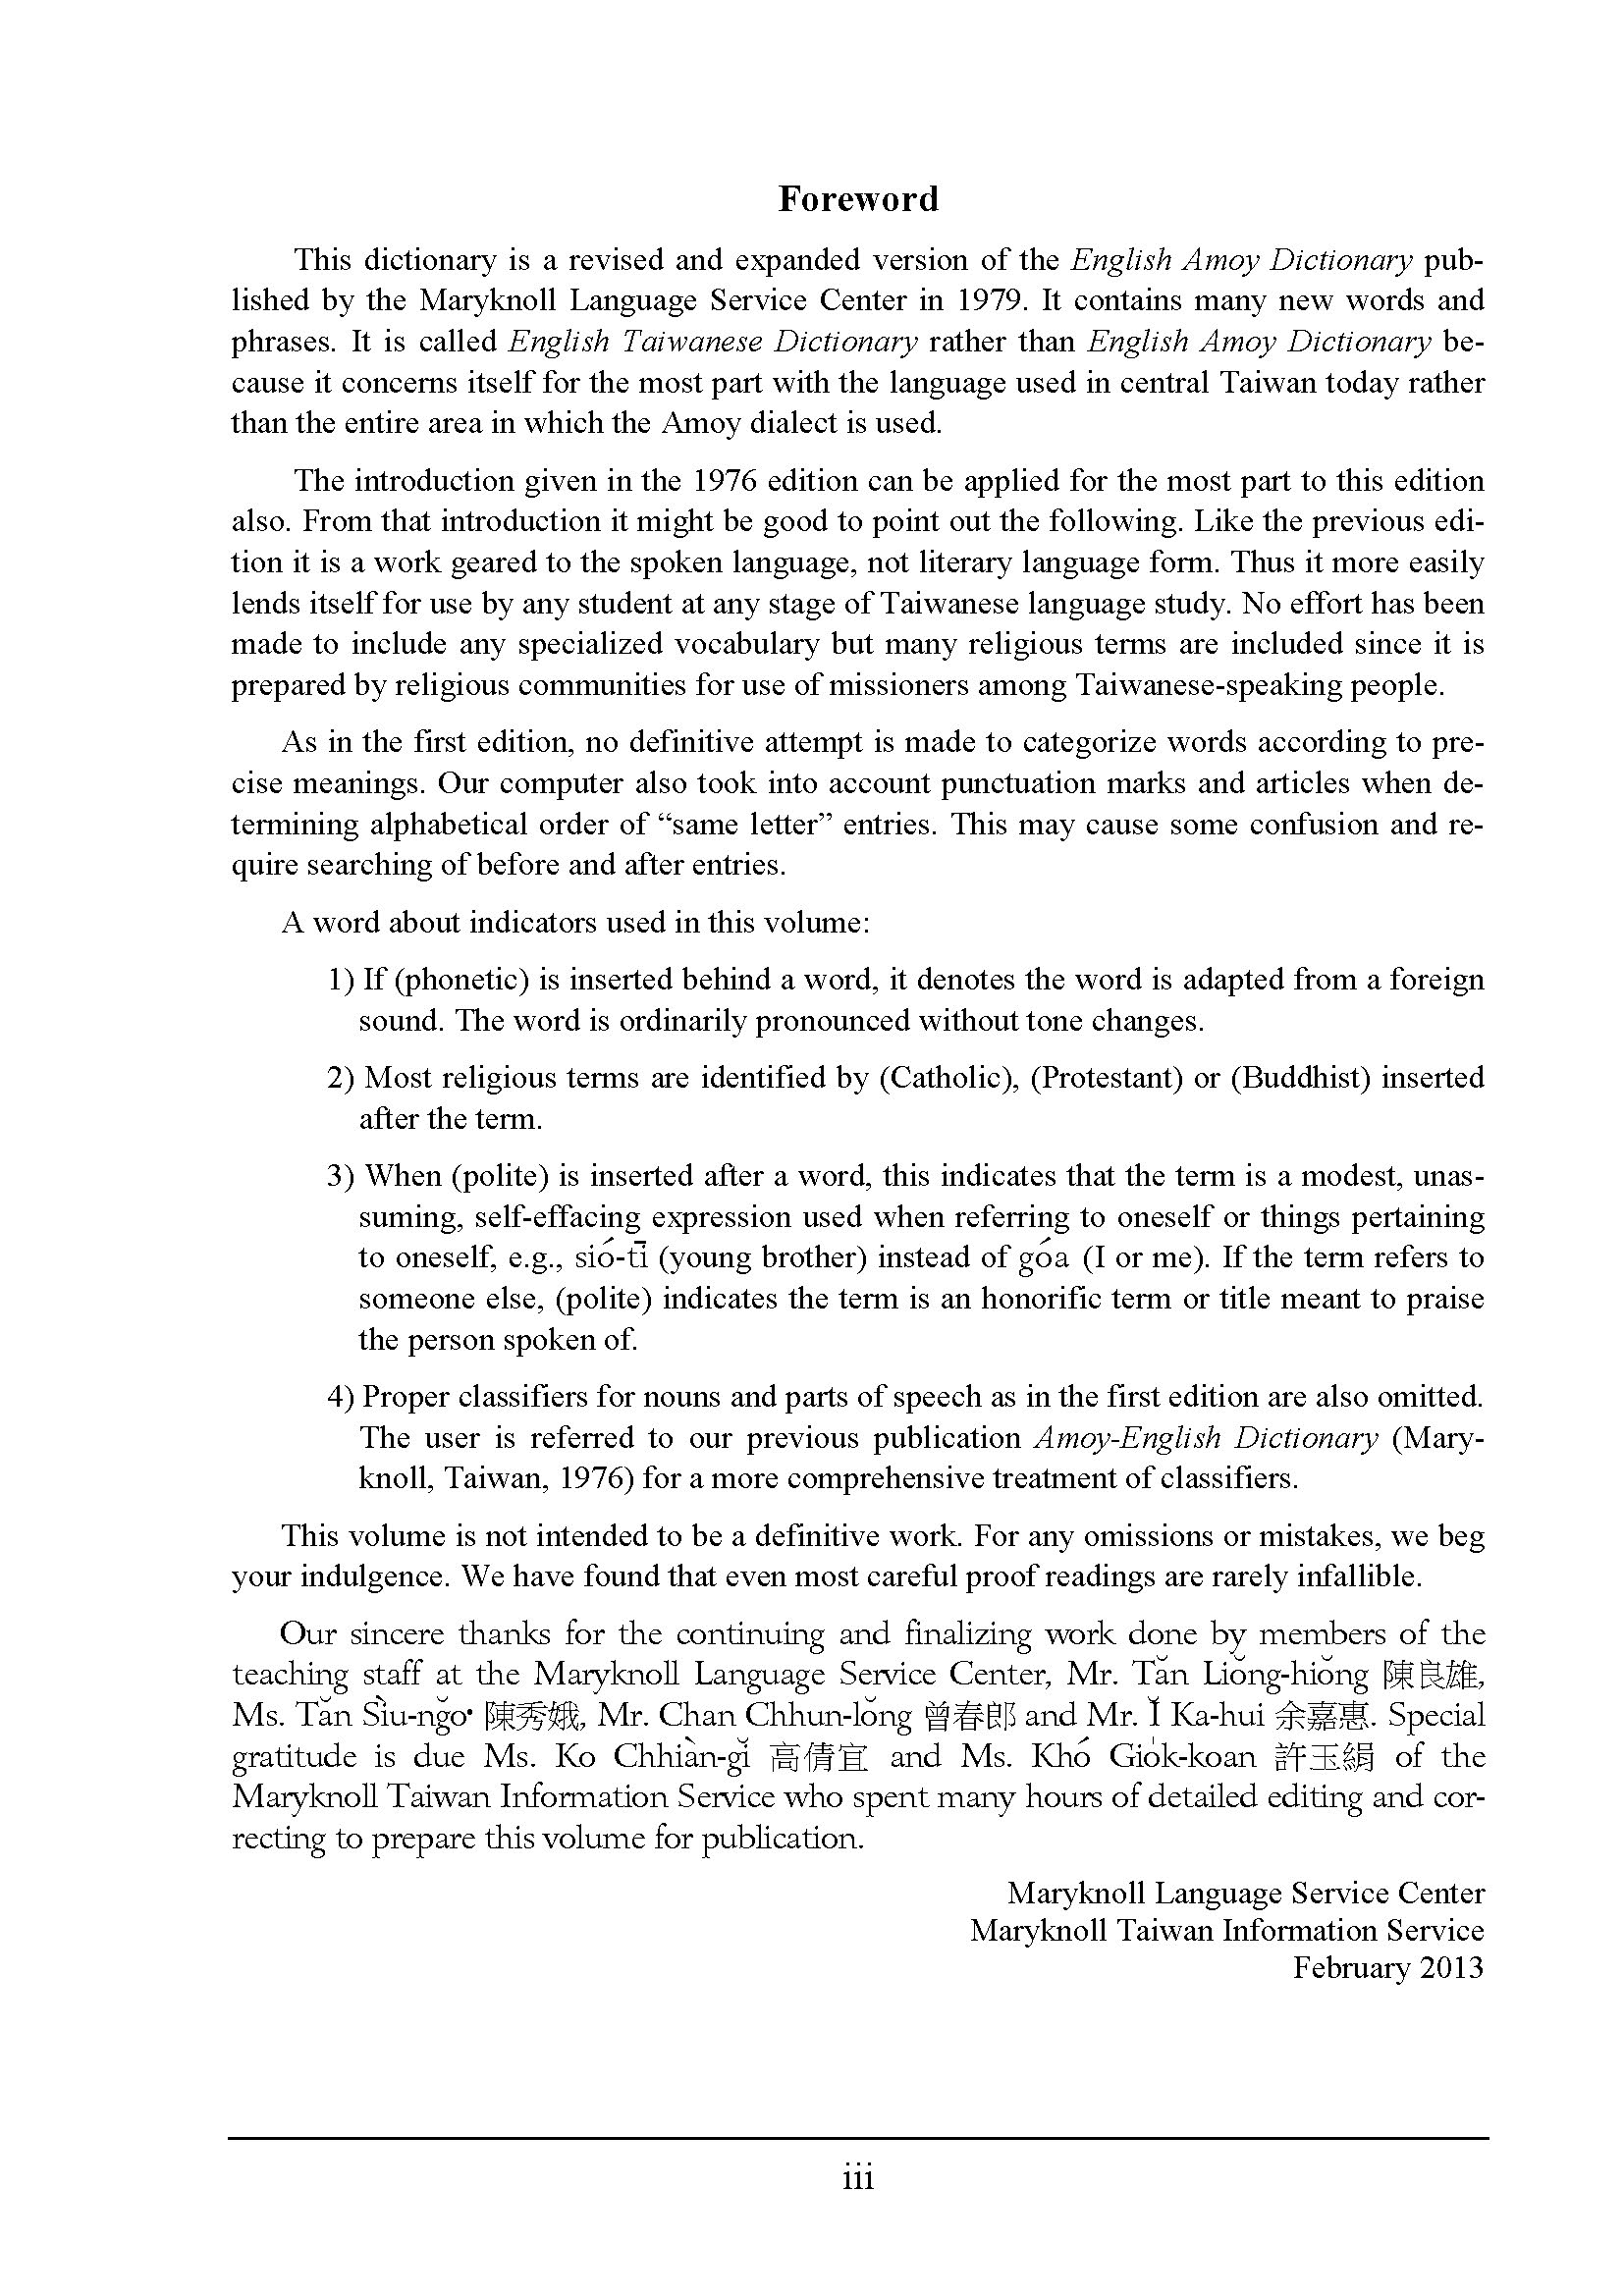 Foreword
This dictionary is a revised and expanded version of the English Amoy Dictionary pub-
lished by the Maryknoll Language Service Center in 1979. It contains many new words and
phrases. It is called English Taiwanese Dictionary rather than English Amoy Dictionary be-
cause it concerns itself for the most part with the language used in central Taiwan today rather
than the entire area in which the Amoy dialect is used.
The introduction given in the 1976 edition can be applied for the most part to this edition
also. From that introduction it might be good to point out the following. Like the previous edi-
tion it is a work geared to the spoken language, not literary language form. Thus it more easily
lends itself for use by any student at any stage of Taiwanese language study. No effort has been
made to include any specialized vocabulary but many religious terms are included since it is
prepared by religious communities for use of missioners among Taiwanese-speaking people.
As in the first edition, no definitive attempt is made to categorize words according to pre-
cise meanings. Our computer also took into account punctuation marks and articles when de-
termining alphabetical order of “same letter” entries. This may cause some confusion and re-
quire searching of before and after entries.
A word about indicators used in this volume:
1) If (phonetic) is inserted behind a word, it denotes the word is adapted from a foreign
sound. The word is ordinarily pronounced without tone changes.
2) Most religious terms are identified by (Catholic), (Protestant) or (Buddhist) inserted
after the term.
3) When (polite) is inserted after a word, this indicates that the term is a modest, unas-
suming, self-effacing expression used when referring to oneself or things pertaining
to oneself, e.g., sió-tī (young brother) instead of góa (I or me). If the term refers to
someone else, (polite) indicates the term is an honorific term or title meant to praise
the person spoken of.
4) Proper classifiers for nouns and parts of speech as in the first edition are also omitted.
The user is referred to our previous publication Amoy-English Dictionary (Mary-
knoll, Taiwan, 1976) for a more comprehensive treatment of classifiers.
This volume is not intended to be a definitive work. For any omissions or mistakes, we beg
your indulgence. We have found that even most careful proof readings are rarely infallible.
Our sincere thanks for the continuing and finalizing work done by members of the
teaching staff at the Maryknoll Language Service Center, Mr. Tăn Liŏng-hiŏng 陳良雄,
Ms. Tăn Sìu-ngŏ͘ 陳秀娥, Mr. Chan Chhun-lŏng 曾春郎 and Mr. Ĭ Ka-hui 余嘉惠. Special
gratitude is due Ms. Ko Chhiàn-gĭ 高倩宜 and Ms. Khó Gio̍k-koan 許玉絹 of the
Maryknoll Taiwan Information Service who spent many hours of detailed editing and cor-
recting to prepare this volume for publication.
Maryknoll Language Service Center
Maryknoll Taiwan Information Service
February 2013
iii